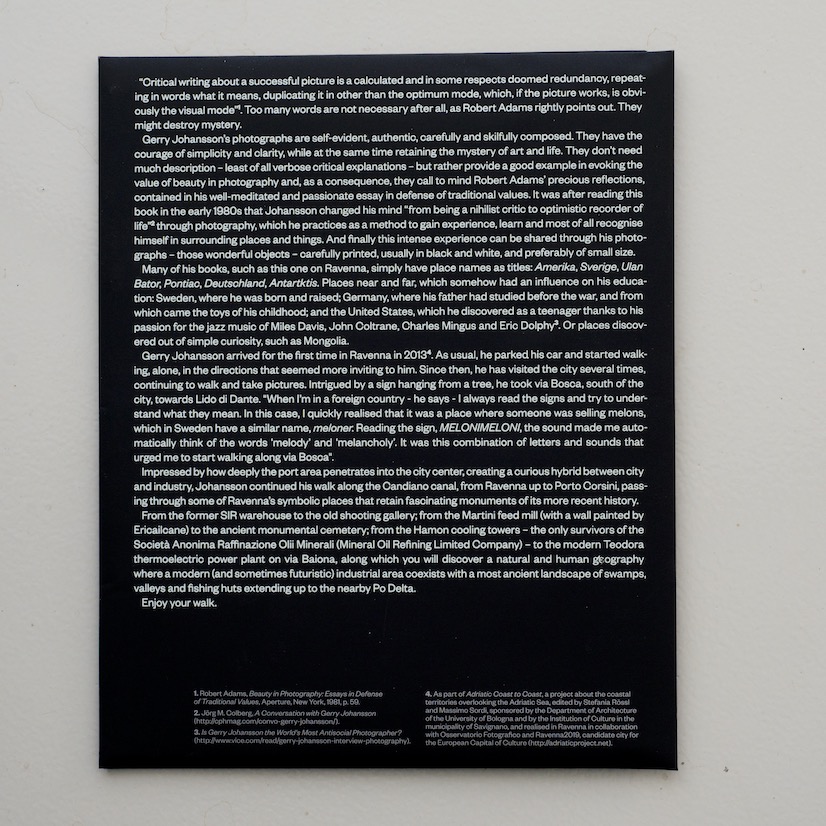 "Critical writing about a successful picture is a calculated and in some respects doomed redundancy, repeat-
ing in words what it means, duplicating it in other than the optimum mode, which, if the picture works, is obvi-
ously the visual mode"¹. Too many words are not necessary after all, as Robert Adams rightly points out. They
might destroy mystery.
Gerry Johansson's photographs are self-evident, authentic, carefully and skilfully composed. They have the
courage of simplicity and clarity, while at the same time retaining the mystery of art and life. They don't need
much description – least of all verbose critical explanations – but rather provide a good example in evoking the
value of beauty in photography and, as a consequence, they call to mind Robert Adams' precious reflections,
contained in his well-meditated and passionate essay in defense of traditional values. It was after reading this
book in the early 1980s that Johansson changed his mind "from being a nihilist critic to optimistic recorder of
life"² through photography, which he practices as a method to gain experience, learn and most of all recognise
himself in surrounding places and things. And finally this intense experience can be shared through his photo-
graphs – those wonderful objects – carefully printed, usually in black and white, and preferably of small size.
Many of his books, such as this one on Ravenna, simply have place names as titles: Amerika, Sverige, Ulan
Bator, Pontiac, Deutschland, Antarktis. Places near and far, which somehow had an influence on his educa-
tion: Sweden, where he was born and raised; Germany, where his father had studied before the war, and from
which came the toys of his childhood; and the United States, which he discovered as a teenager thanks to his
passion for the jazz music of Miles Davis, John Coltrane, Charles Mingus and Eric Dolphy³. Or places discov-
ered out of simple curiosity, such as Mongolia.
Gerry Johansson arrived for the first time in Ravenna in 2013⁴. As usual, he parked his car and started walk-
ing, alone, in the directions that seemed more inviting to him. Since then, he has visited the city several times,
continuing to walk and take pictures. Intrigued by a sign hanging from a tree, he took via Bosca, south of the
city, towards Lido di Dante. "When I'm in a foreign country - he says - I always read the signs and try to under-
stand what they mean. In this case, I quickly realised that it was a place where someone was selling melons,
which in Sweden have a similar name, meloner. Reading the sign, MELONIMELONI, the sound made me auto-
matically think of the words 'melody' and 'melancholy'. It was this combination of letters and sounds that
urged me to start walking along via Bosca".
Impressed by how deeply the port area penetrates into the city center, creating a curious hybrid between city
and industry, Johansson continued his walk along the Candiano canal, from Ravenna up to Porto Corsini, pass-
ing through some of Ravenna's symbolic places that retain fascinating monuments of its more recent history.
From the former SIR warehouse to the old shooting gallery; from the Martini feed mill (with a wall painted by
Ericailcane) to the ancient monumental cemetery; from the Hamon cooling towers – the only survivors of the
Società Anonima Raffinazione Olii Minerali (Mineral Oil Refining Limited Company) – to the modern Teodora
thermoelectric power plant on via Baiona, along which you will discover a natural and human geography
where a modern (and sometimes futuristic) industrial area coexists with a most ancient landscape of swamps,
valleys and fishing huts extending up to the nearby Po Delta.
Enjoy your walk.
1. Robert Adams, Beauty in Photography: Essays in Defense
of Traditional Values, Aperture, New York, 1981, p. 59.
2. Jörg M. Colberg, A Conversation with Gerry Johansson
(http://cphmag.com/convo-gerry-johansson/).
3. Is Gerry Johansson the World's Most Antisocial Photographer?
(http://www.vice.com/read/gerry-johansson-interview-photography).
4. As part of Adriatic Coast to Coast, a project about the coastal
territories overlooking the Adriatic Sea, edited by Stefania Rössl
and Massimo Sordi, sponsored by the Department of Architecture
of the University of Bologna and by the Institution of Culture in the
municipality of Savignano, and realised in Ravenna in collaboration
with Osservatorio Fotografico and Ravenna2019, candidate city for
the European Capital of Culture (http://adriaticproject.net).